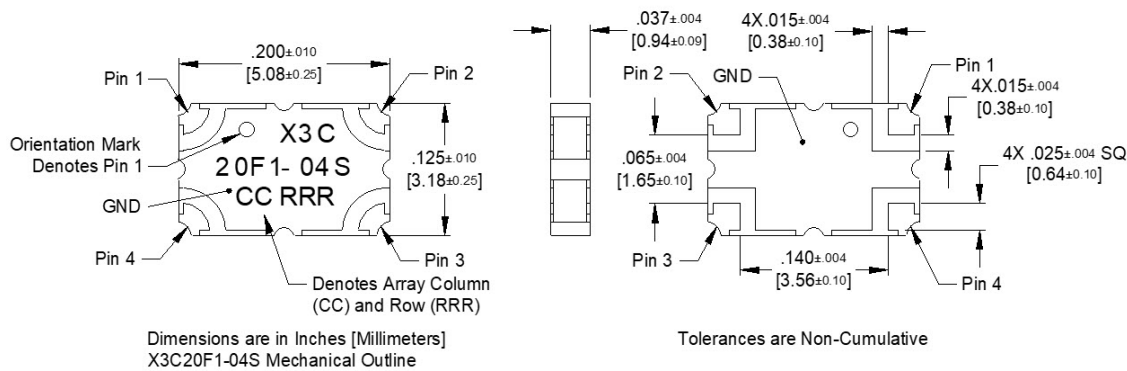 .200±.010
[5.08±0.25]
Pin 1
Pin 2
Orientation Mark
Denotes Pin 1
X3C
20F1-04S
CC RRR
GND
.125±.010
[3.18±0.25]
Pin 4
Pin 3
Denotes Array Column
(CC) and Row (RRR)
Dimensions are in Inches [Millimeters]
X3C20F1-04S Mechanical Outline
.037±.004
[0.94±0.09]
4X.015±.004
[0.38±0.10]
Pin 2
GND
Pin 1
4X.015±.004
[0.38±0.10]
.065±.004
[1.65±0.10]
4X .025±.004 SQ
[0.64±0.10]
Pin 3
.140±.004
[3.56±0.10]
Pin 4
Tolerances are Non-Cumulative